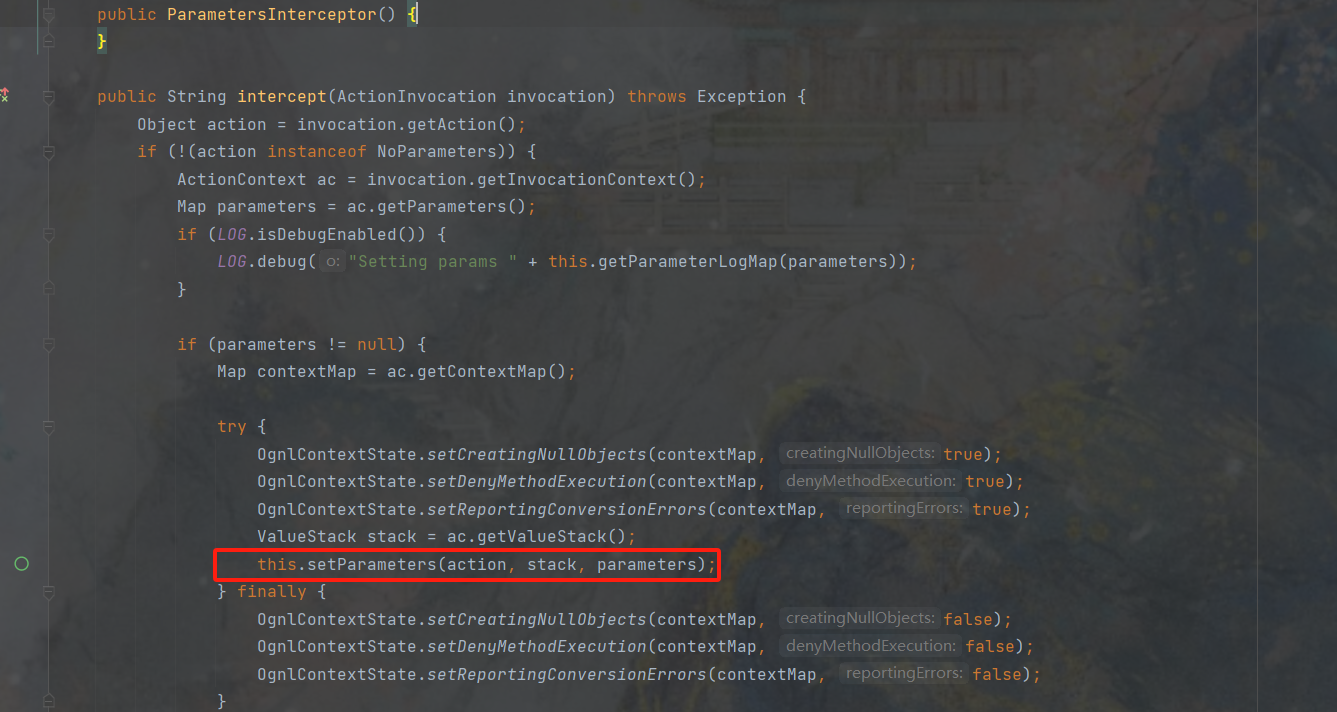 public ParametersInterceptor() {
}
public String intercept(ActionInvocation invocation) throws Exception {
Object action = invocation.getAction();
if (!(action instanceof NoParameters)) {
ActionContext ac = invocation.getInvocationContext();
Map parameters = ac.getParameters();
if (LOG.isDebugEnabled()) {
LOG.debug( o: "Setting params " + this.getParameterLogMap(parameters));
}
if (parameters != null) {
Map contextMap = ac.getContextMap();
try {
OgnlContextState.setCreatingNullObjects(contextMap, creatingNullObjects: true);
OgnlContextState.setDenyMethodExecution(contextMap, denyMethodExecution: true);
OgnlContextState.setReportingConversionErrors(contextMap, reportingErrors: true);
ValueStack stack = ac.getValueStack();
this.setParameters(action, stack, parameters);
} finally {
OgnlContextState.setCreatingNullObjects(contextMap, creatingNullObjects: false);
OgnlContextState.setDenyMethodExecution(contextMap, denyMethodExecution: false);
OgnlContextState.setReportingConversionErrors(contextMap, reportingErrors: false);
}